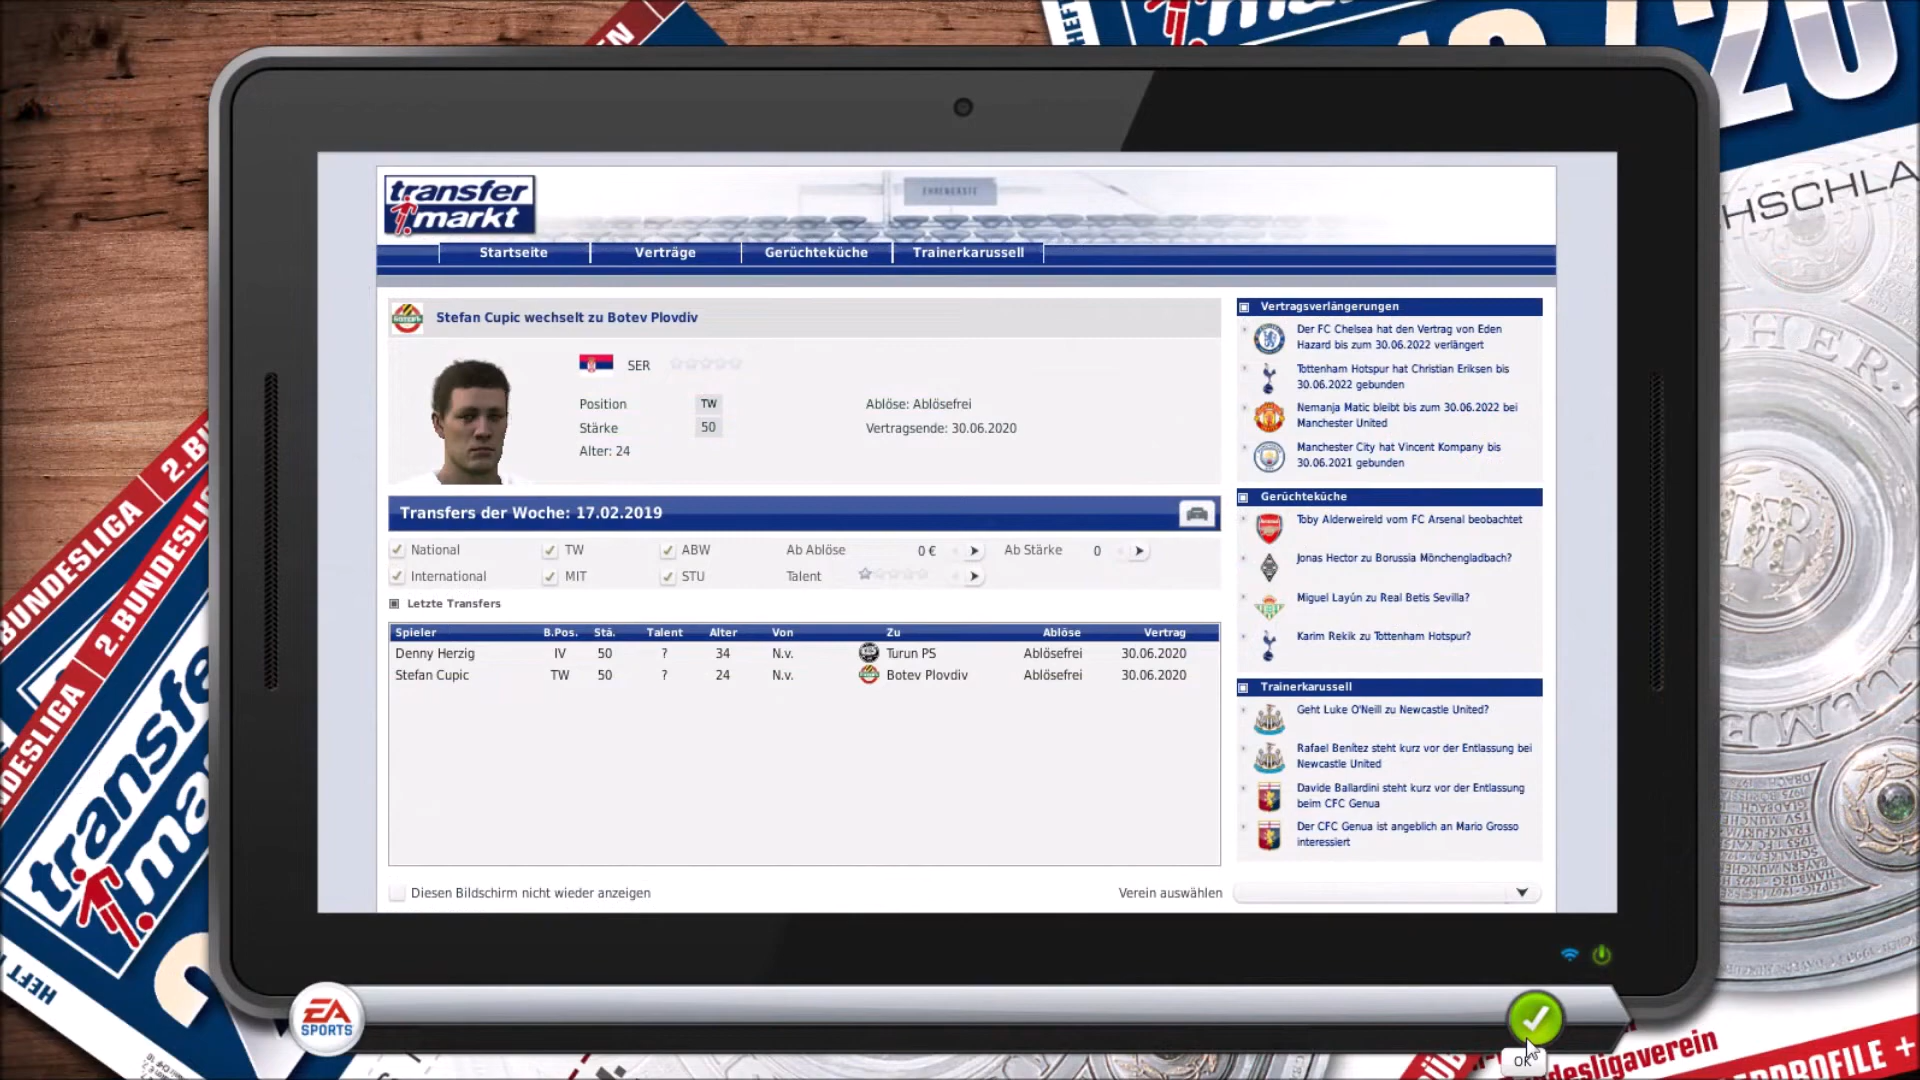 transfer
markt
EHRENGÄSTE
Startseite
Verträge
Gerüchteküche
Trainerkarussell
Stefan Cupic wechselt zu Botev Plovdiv
SER
Position
TW
Ablöse: Ablösefrei
Stärke
50
Vertragsende: 30.06.2020
Alter: 24
Transfers der Woche: 17.02.2019
National
TW
ABW
Ab Ablöse
0 €
Ab Stärke
0
International
MIT
STU
Talent
Letzte Transfers
Spieler B.Pos. Stä. Talent Alter Von Zu Ablöse Vertrag
Denny Herzig IV 50 ? 34 N.v. Turun PS Ablösefrei 30.06.2020
Stefan Cupic TW 50 ? 24 N.v. Botev Plovdiv Ablösefrei 30.06.2020
Diesen Bildschirm nicht wieder anzeigen
Verein auswählen
Vertragsverlängerungen
Der FC Chelsea hat den Vertrag von Eden
Hazard bis zum 30.06.2022 verlängert
Tottenham Hotspur hat Christian Eriksen bis
30.06.2022 gebunden
Nemanja Matic bleibt bis zum 30.06.2022 bei
Manchester United
Manchester City hat Vincent Kompany bis
30.06.2021 gebunden
Gerüchteküche
Toby Alderweireld vom FC Arsenal beobachtet
Jonas Hector zu Borussia Mönchengladbach?
Miguel Layún zu Real Betis Sevilla?
Karim Rekik zu Tottenham Hotspur?
Trainerkarussell
Geht Luke O'Neill zu Newcastle United?
Rafael Benítez steht kurz vor der Entlassung bei
Newcastle United
Davide Ballardini steht kurz vor der Entlassung
beim CFC Genua
Der CFC Genua ist angeblich an Mario Grosso
interessiert
EA
SPORTS
OK
BUNDESLIGA
2.BUNDESLIGA
HEFT
desligaverein
PROFILE +